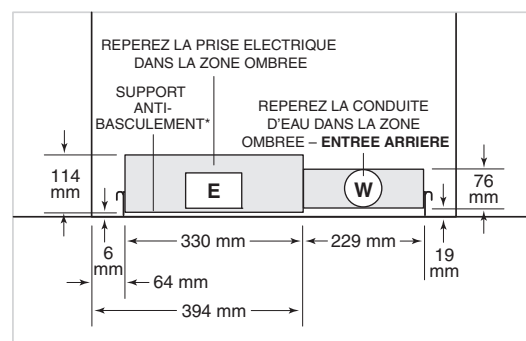 REPEREZ LA PRISE ELECTRIQUE
DANS LA ZONE OMBREE
SUPPORT
ANTI-
BASCULEMENT*
REPEREZ LA CONDUITE
D'EAU DANS LA ZONE
OMBREE – ENTREE ARRIERE
114
mm
E
W
76
mm
6
mm
330 mm
229 mm
19
mm
64 mm
394 mm